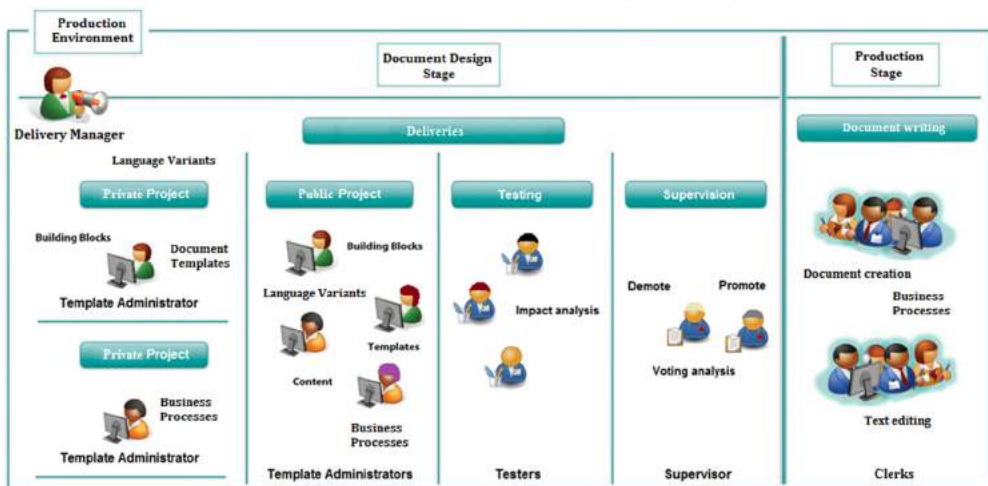 Production
Environment
Document Design
Stage
Production
Stage
Delivery Manager
Deliveries
Document writing
Language Variants
Private Project
Public Project
Testing
Supervision
Building Blocks
Document
Templates
Template Administrator
Private Project
Business
Processes
Template Administrator
Building Blocks
Language Variants
Templates
Content
Business
Processes
Template Administrators
Impact analysis
Testers
Demote
Promote
Voting analysis
Supervisor
Document creation
Business
Processes
Text editing
Clerks